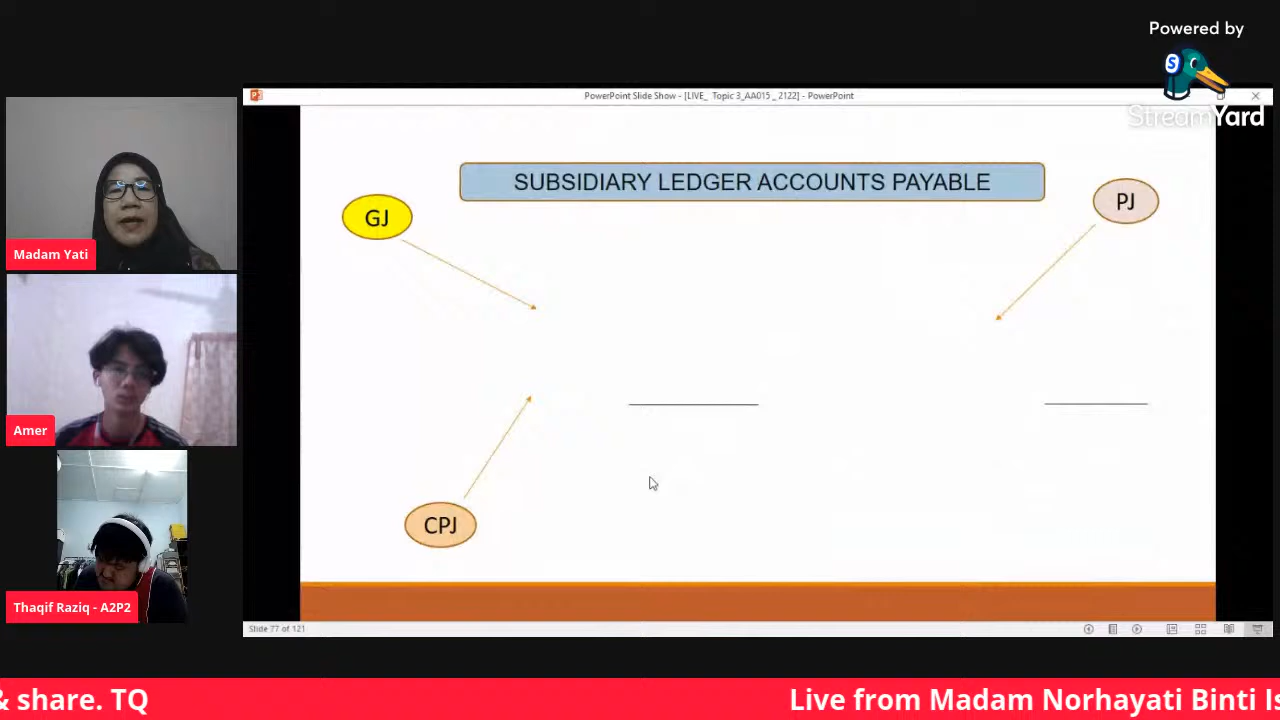 Powered by
StreamYard
PowerPoint Slide Show - [LIVE_ Topic 3_AA015 _ 2122] - PowerPoint
SUBSIDIARY LEDGER ACCOUNTS PAYABLE
GJ
PJ
CPJ
Madam Yati
Amer
Thaqif Raziq - A2P2
Slide 77 of 121
& share. TQ
Live from Madam Norhayati Binti Is